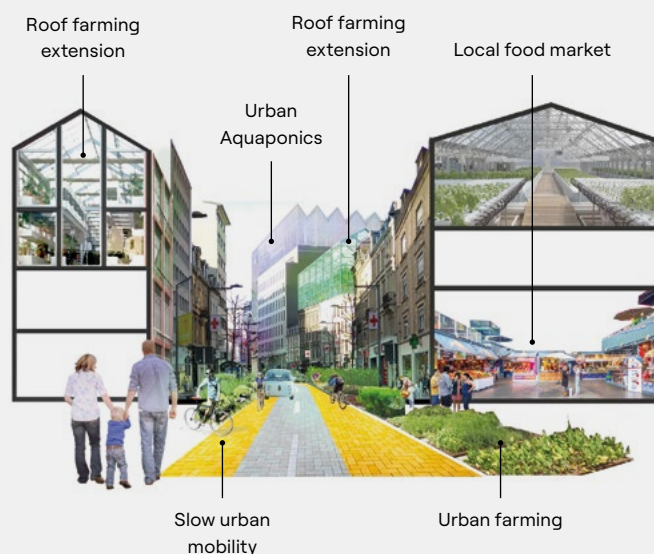 Roof farming
extension
Roof farming
extension
Local food market
Urban
Aquaponics
Slow urban
mobility
Urban farming